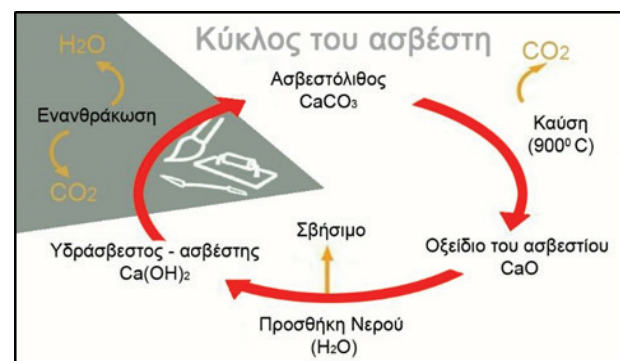 Κύκλος του ασβέστη
H₂O
CO₂
Ασβεστόλιθος
CaCO₃
Ενανθράκωση
Καύση
(900⁰ C)
CO₂
Σβήσιμο
Υδράσβεστος - ασβέστης
Ca(OH)₂
Οξείδιο του ασβεστίου
CaO
Προσθήκη Νερού
(H₂O)